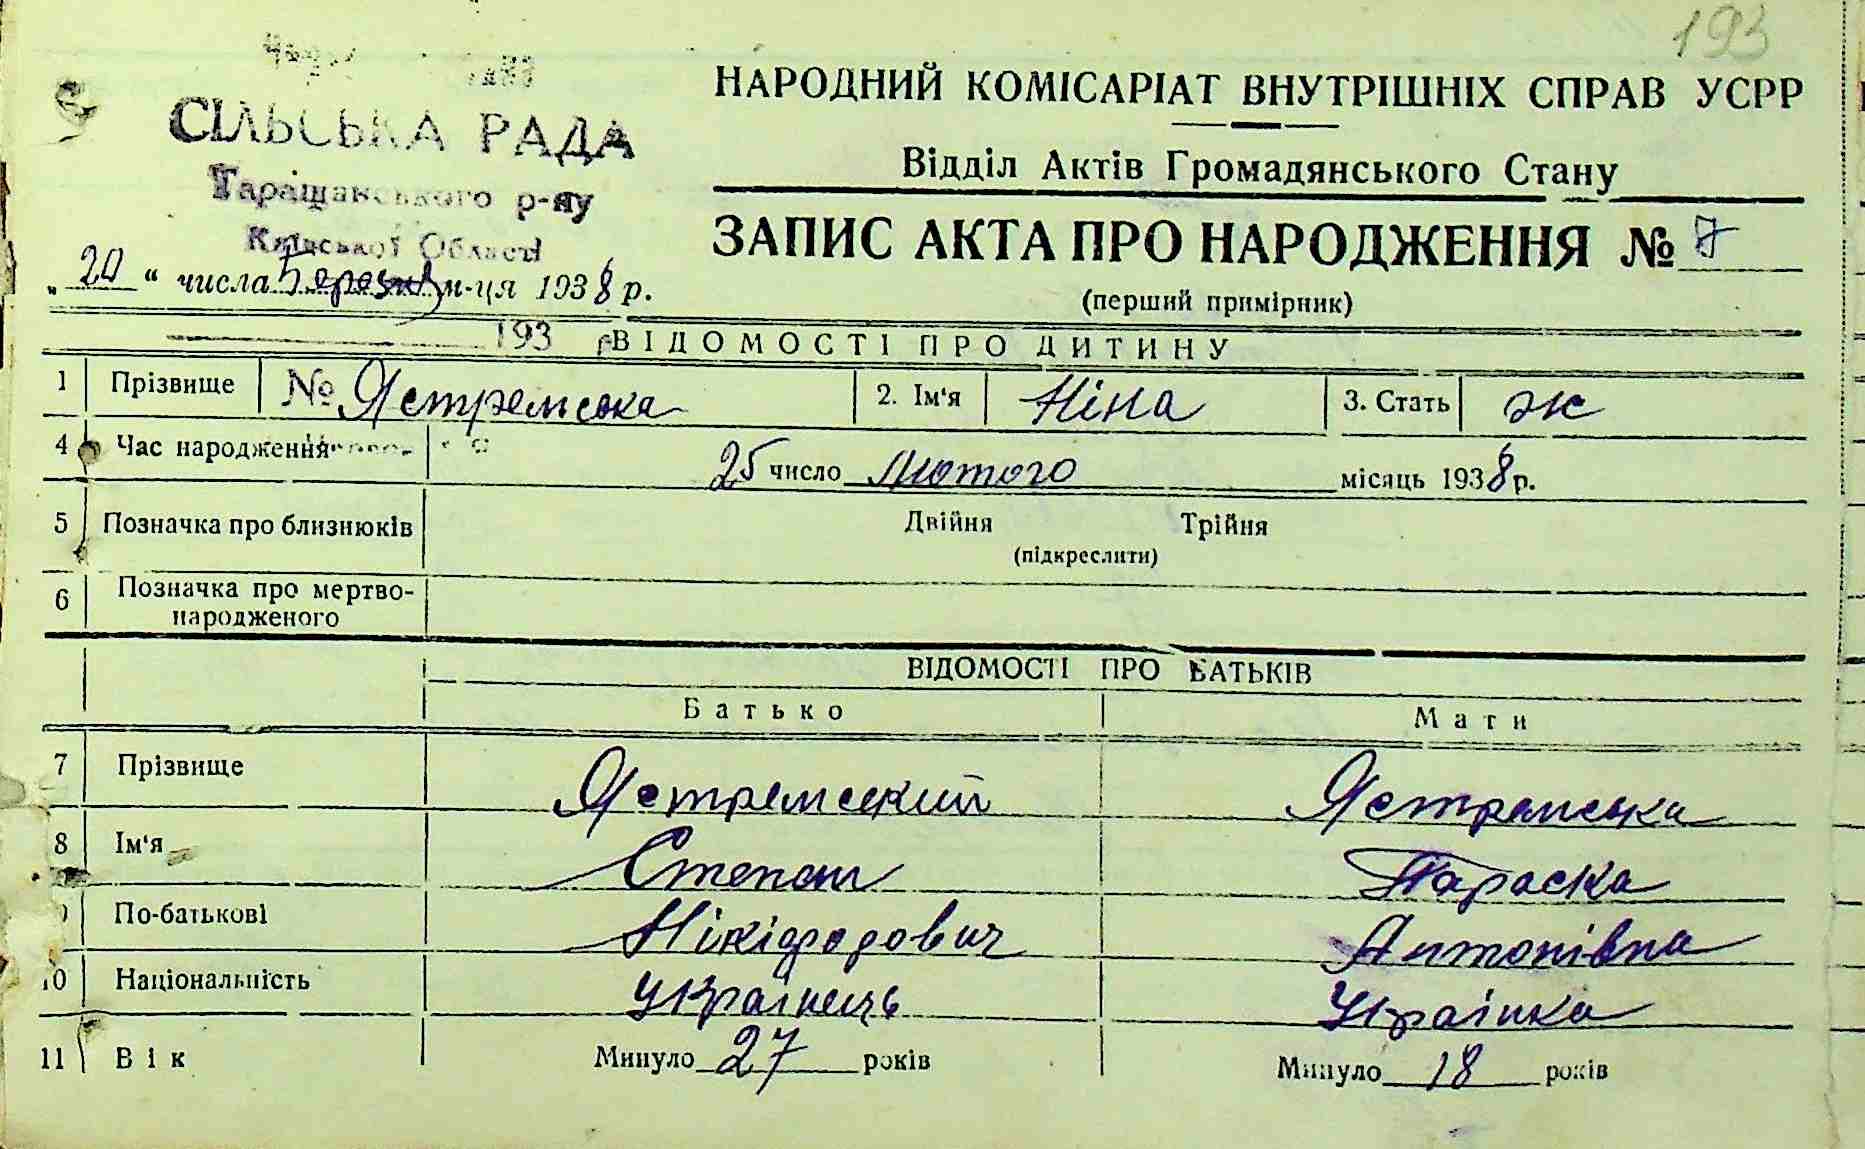 193
НАРОДНИЙ КОМІСАРІАТ ВНУТРІШНІХ СПРАВ УСРР
СІЛЬСЬКА РАДА
Відділ Актів Громадянського Стану
Таращанського р-ну
Київської Області
ЗАПИС АКТА ПРО НАРОДЖЕННЯ № 7
„20“ числа Березня м-ця 1938 р.
(перший примірник)
193 р
ВІДОМОСТІ ПРО ДИТИНУ
1 Прізвище № Ястремська 2. Ім'я Ніна 3. Стать ж
4 Час народження 25 число Лютого місяць 1938 р.
5 Позначка про близнюків Двійня Трійня
(підкреслити)
6 Позначка про мертво-
народженого
ВІДОМОСТІ ПРО БАТЬКІВ
Батько Мати
7 Прізвище Ястремський Ястремська
8 Ім'я Степан Параска
9 По-батькові Нікіфорович Антонівна
10 Національність Українець Українка
11 Вік Минуло 27 років Минуло 18 років